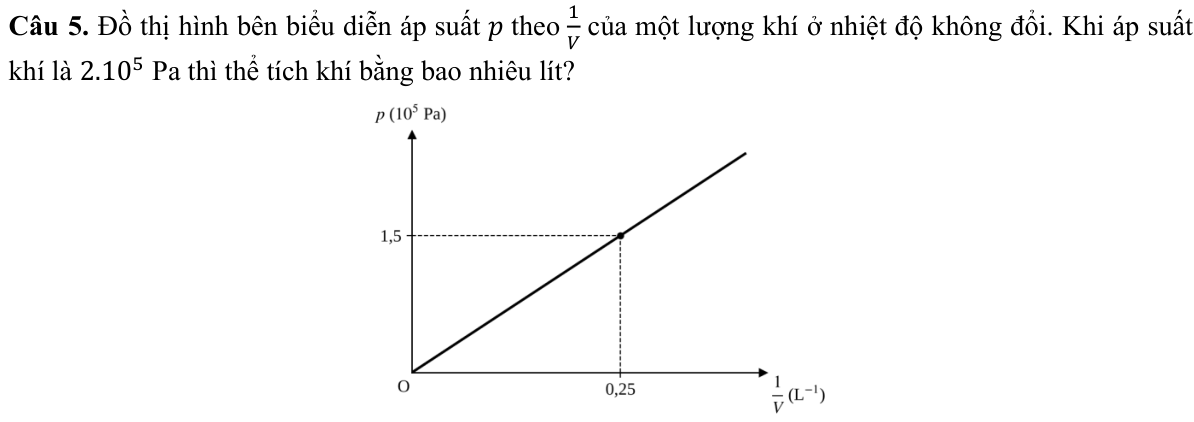 Câu 5. Đồ thị hình bên biểu diễn áp suất p theo 1/V của một lượng khí ở nhiệt độ không đổi. Khi áp suất
khí là 2.10⁵ Pa thì thể tích khí bằng bao nhiêu lít?
p (10⁵ Pa)
1,5
O
0,25
1/V (L⁻¹)